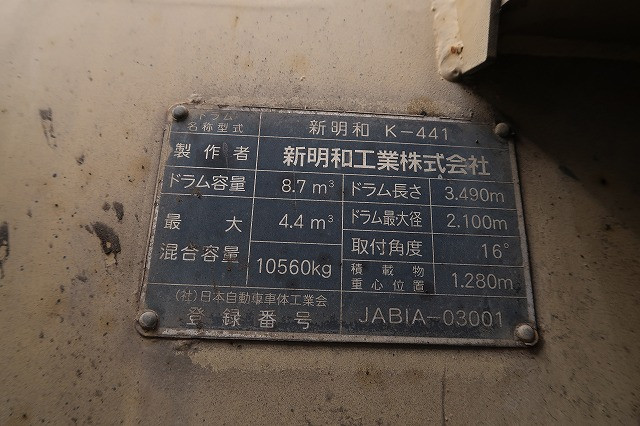 ドラム名称型式 新明和 K-441
製作者 新明和工業株式会社
ドラム容量 8.7 m³ ドラム長さ 3.490m
最大混合容量 4.4 m³ ドラム最大径 2.100m
10560kg 取付角度 16°
積載物重心位置 1.280m
(社)日本自動車車体工業会
登録番号 JABIA-03001